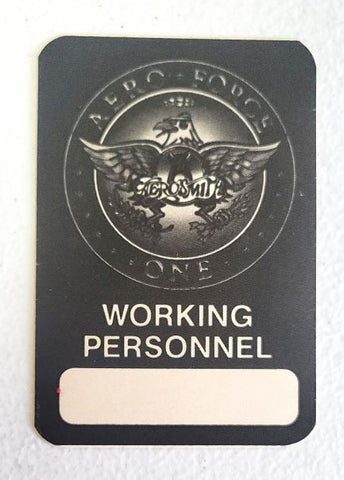 AERO FORCE
AEROSMITH
ONE
WORKING
PERSONNEL